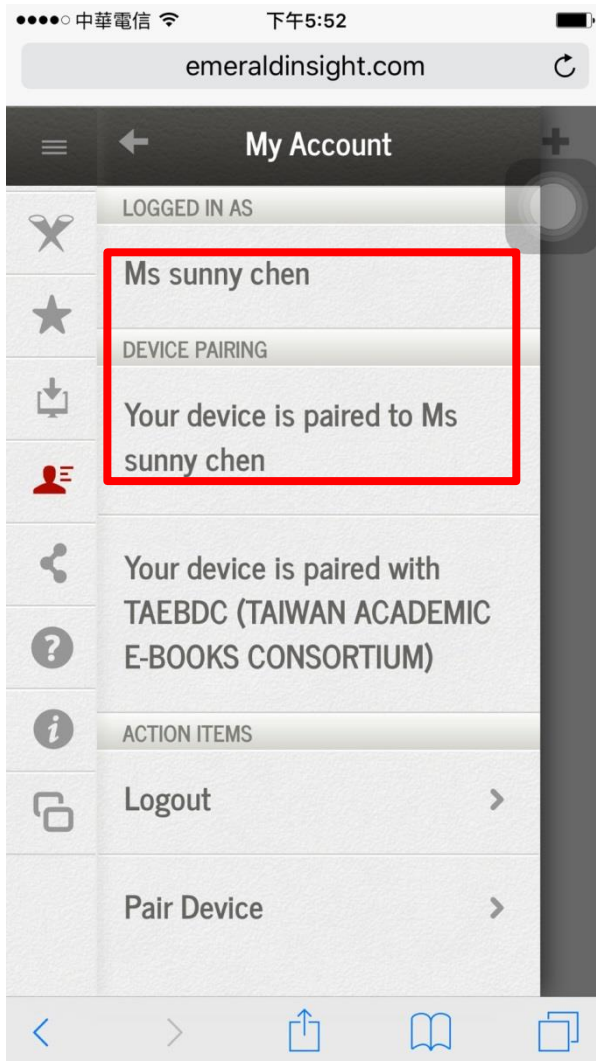 中華電信 下午5:52
emeraldinsight.com
My Account
LOGGED IN AS
Ms sunny chen
DEVICE PAIRING
Your device is paired to Ms
sunny chen
Your device is paired with
TAEBDC (TAIWAN ACADEMIC
E-BOOKS CONSORTIUM)
ACTION ITEMS
Logout
Pair Device